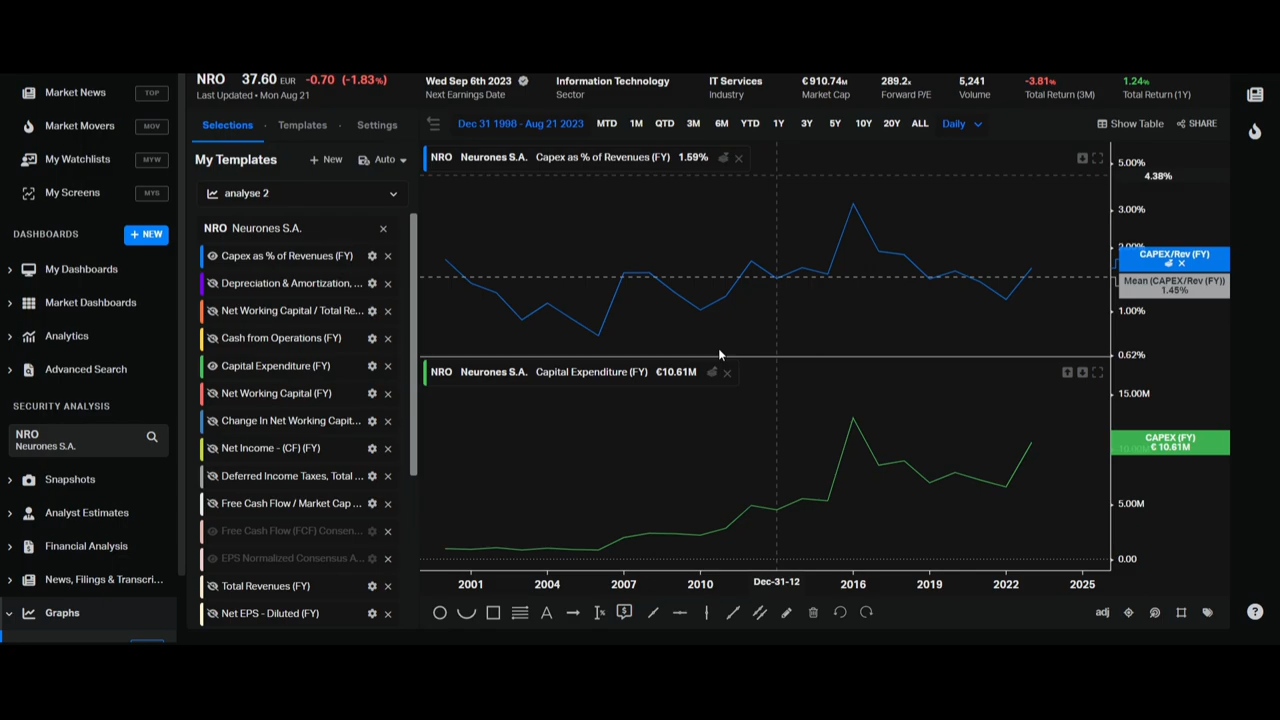 Market News TOP
Market Movers MOV
My Watchlists MYW
My Screens MYS
DASHBOARDS + NEW
My Dashboards
Market Dashboards
Analytics
Advanced Search
SECURITY ANALYSIS
NRO
Neurones S.A.
Snapshots
Analyst Estimates
Financial Analysis
News, Filings & Transcri...
Graphs
NRO 37.60 EUR -0.70 (-1.83%)
Last Updated • Mon Aug 21
Wed Sep 6th 2023
Next Earnings Date
Information Technology
Sector
IT Services
Industry
€910.74M
Market Cap
289.2x
Forward P/E
5,241
Volume
-3.81%
Total Return (3M)
1.24%
Total Return (1Y)
Selections · Templates · Settings
My Templates + New Auto
analyse 2
NRO Neurones S.A.
Capex as % of Revenues (FY)
Depreciation & Amortization, ...
Net Working Capital / Total Re...
Cash from Operations (FY)
Capital Expenditure (FY)
Net Working Capital (FY)
Change In Net Working Capit...
Net Income - (CF) (FY)
Deferred Income Taxes, Total ...
Free Cash Flow / Market Cap ...
Free Cash Flow (FCF) Consen...
EPS Normalized Consensus A...
Total Revenues (FY)
Net EPS - Diluted (FY)
Dec 31 1998 - Aug 21 2023 MTD 1M QTD 3M 6M YTD 1Y 3Y 5Y 10Y 20Y ALL Daily Show Table SHARE
NRO Neurones S.A. Capex as % of Revenues (FY) 1.59%
5.00%
4.38%
3.00%
2.00%
CAPEX/Rev (FY)
Mean (CAPEX/Rev (FY))
1.45%
1.00%
0.62%
NRO Neurones S.A. Capital Expenditure (FY) €10.61M
15.00M
CAPEX (FY)
€ 10.61M
10.00M
5.00M
0.00
2001 2004 2007 2010 Dec-31-12 2016 2019 2022 2025
A
adj
?